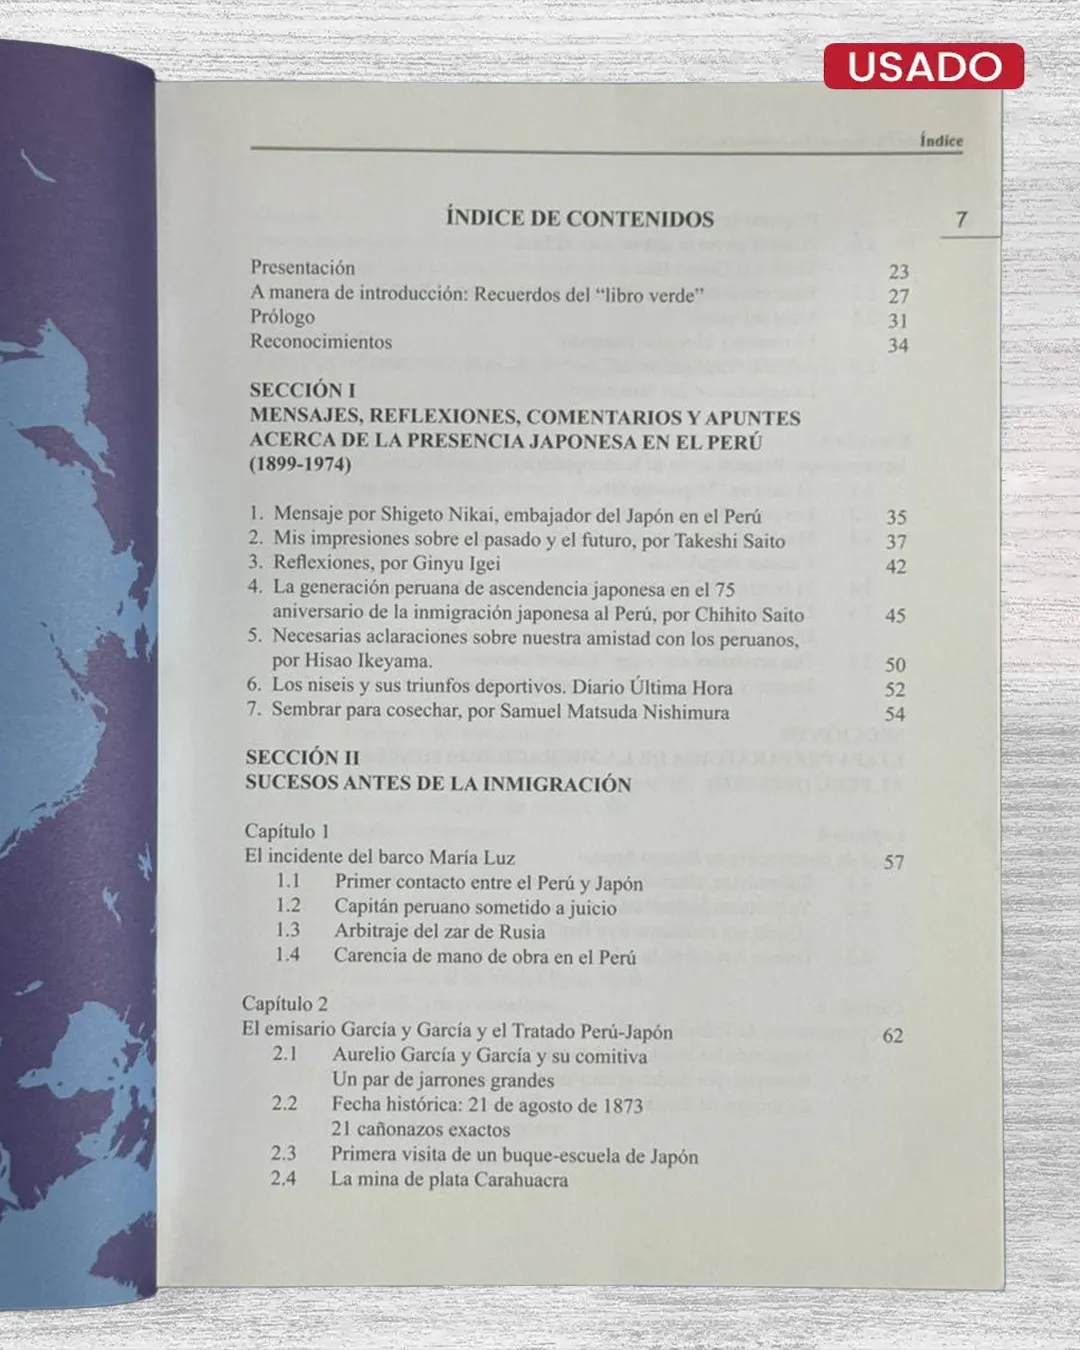 USADO
Índice
ÍNDICE DE CONTENIDOS
7
Presentación 23
A manera de introducción: Recuerdos del “libro verde” 27
Prólogo 31
Reconocimientos 34
SECCIÓN I
MENSAJES, REFLEXIONES, COMENTARIOS Y APUNTES
ACERCA DE LA PRESENCIA JAPONESA EN EL PERÚ
(1899-1974)
1. Mensaje por Shigeto Nikai, embajador del Japón en el Perú 35
2. Mis impresiones sobre el pasado y el futuro, por Takeshi Saito 37
3. Reflexiones, por Ginyu Igei 42
4. La generación peruana de ascendencia japonesa en el 75
aniversario de la inmigración japonesa al Perú, por Chihito Saito 45
5. Necesarias aclaraciones sobre nuestra amistad con los peruanos,
por Hisao Ikeyama. 50
6. Los niseis y sus triunfos deportivos. Diario Última Hora 52
7. Sembrar para cosechar, por Samuel Matsuda Nishimura 54
SECCIÓN II
SUCESOS ANTES DE LA INMIGRACIÓN
Capítulo 1
El incidente del barco María Luz 57
1.1 Primer contacto entre el Perú y Japón
1.2 Capitán peruano sometido a juicio
1.3 Arbitraje del zar de Rusia
1.4 Carencia de mano de obra en el Perú
Capítulo 2
El emisario García y García y el Tratado Perú-Japón 62
2.1 Aurelio García y García y su comitiva
Un par de jarrones grandes
2.2 Fecha histórica: 21 de agosto de 1873
21 cañonazos exactos
2.3 Primera visita de un buque-escuela de Japón
2.4 La mina de plata Carahuacra